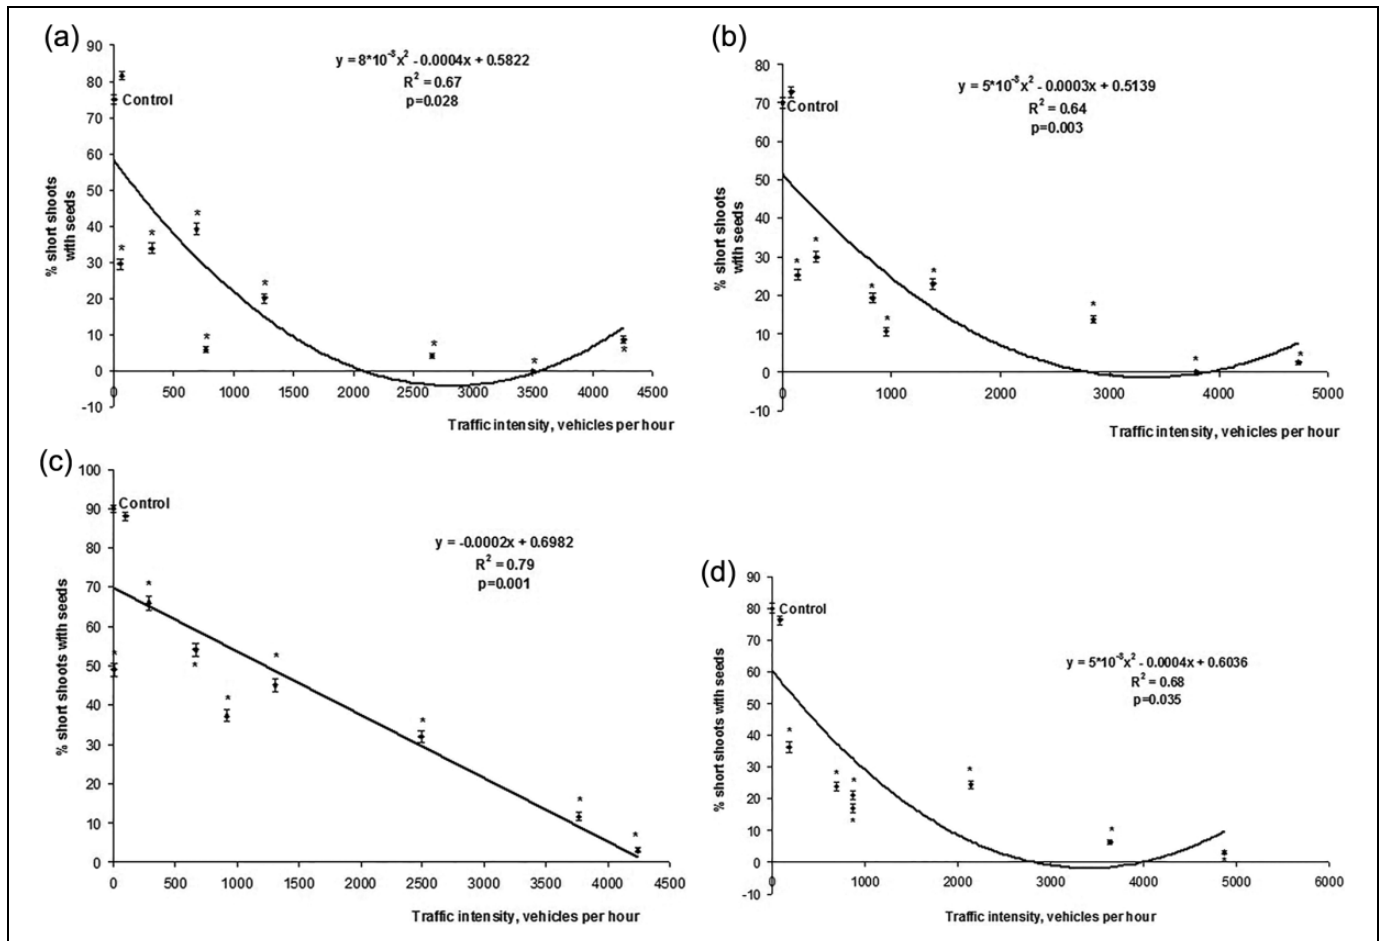 (a)
90
80
70
60
50
40
30
20
10
0
-10
Control
y = 8*10⁻⁸x² - 0.0004x + 0.5822
R² = 0.67
p=0.028
% short shoots
with seeds
0 500 1000 1500 2000 2500 3000 3500 4000 4500
Traffic intensity, vehicles per hour
(b)
80
70
60
50
40
30
20
10
0
-10
Control
y = 5*10⁻⁸x² - 0.0003x + 0.5139
R² = 0.64
p=0.003
% short shoots
with seeds
0 1000 2000 3000 4000 5000
Traffic intensity, vehicles per hour
(c)
100
90
80
70
60
50
40
30
20
10
0
Control
y = -0.0002x + 0.6982
R² = 0.79
p=0.001
% short shoots with seeds
0 500 1000 1500 2000 2500 3000 3500 4000 4500
Traffic intensity, vehicles per hour
(d)
90
80
70
60
50
40
30
20
10
0
-10
Control
y = 5*10⁻⁸x² - 0.0004x + 0.6036
R² = 0.68
p=0.035
% short shoots with seeds
0 1000 2000 3000 4000 5000 6000
Traffic intensity, vehicles per hour